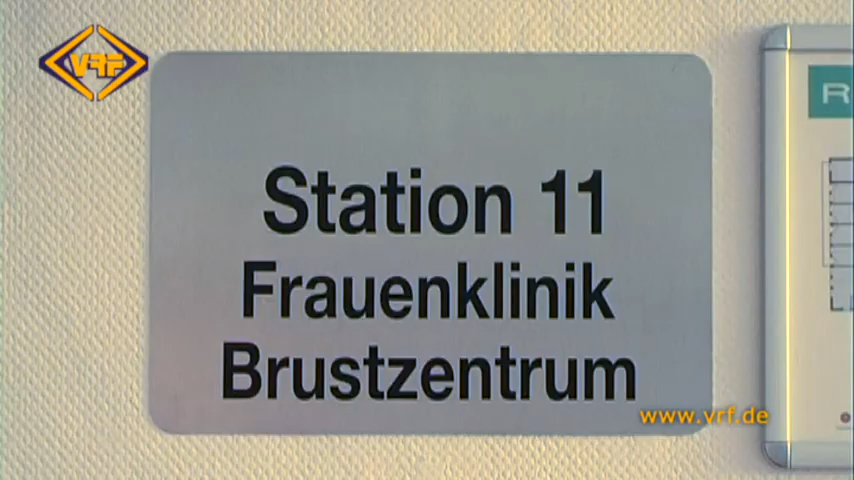 VRF
Station 11
Frauenklinik
Brustzentrum
www.vrf.de
R